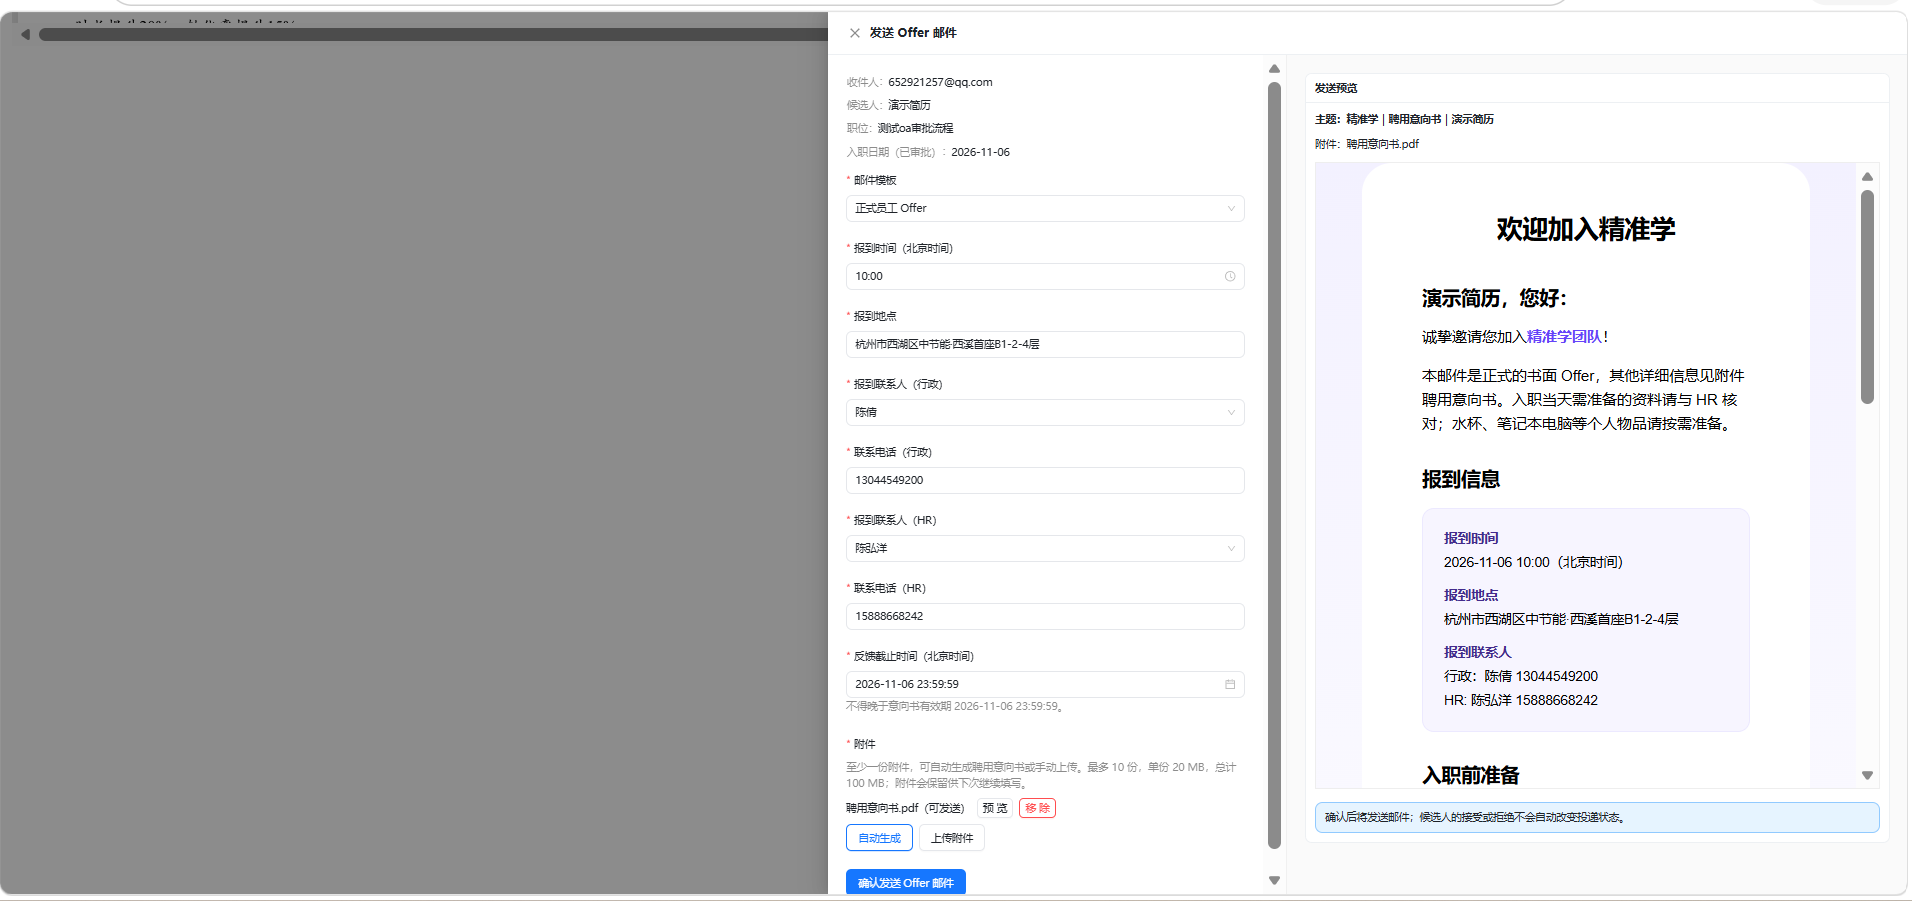 发送 Offer 邮件
收件人：652921257@qq.com
候选人：演示简历
职位：测试oa审批流程
入职日期（已审批）：2026-11-06
* 邮件模板
正式员工 Offer
* 报到时间（北京时间）
10:00
* 报到地点
杭州市西湖区中节能·西溪首座B1-2-4层
* 报到联系人（行政）
陈倩
* 联系电话（行政）
13044549200
* 报到联系人（HR）
陈弘洋
* 联系电话（HR）
15888668242
* 反馈截止时间（北京时间）
2026-11-06 23:59:59
不得晚于意向书有效期 2026-11-06 23:59:59。
* 附件
至少一份附件，可自动生成聘用意向书或手动上传。最多 10 份，单份 20 MB，总计
100 MB；附件会保留供下次继续填写。
聘用意向书.pdf（可发送） 预 览 移 除
自动生成 上传附件
确认发送 Offer 邮件
发送预览
主题：精准学 | 聘用意向书 | 演示简历
附件：聘用意向书.pdf
欢迎加入精准学
演示简历，您好：
诚挚邀请您加入精准学团队！
本邮件是正式的书面 Offer，其他详细信息见附件
聘用意向书。入职当天需准备的资料请与 HR 核
对；水杯、笔记本电脑等个人物品请按需准备。
报到信息
报到时间
2026-11-06 10:00（北京时间）
报到地点
杭州市西湖区中节能·西溪首座B1-2-4层
报到联系人
行政：陈倩 13044549200
HR: 陈弘洋 15888668242
入职前准备
确认后将发送邮件；候选人的接受或拒绝不会自动改变投递状态。